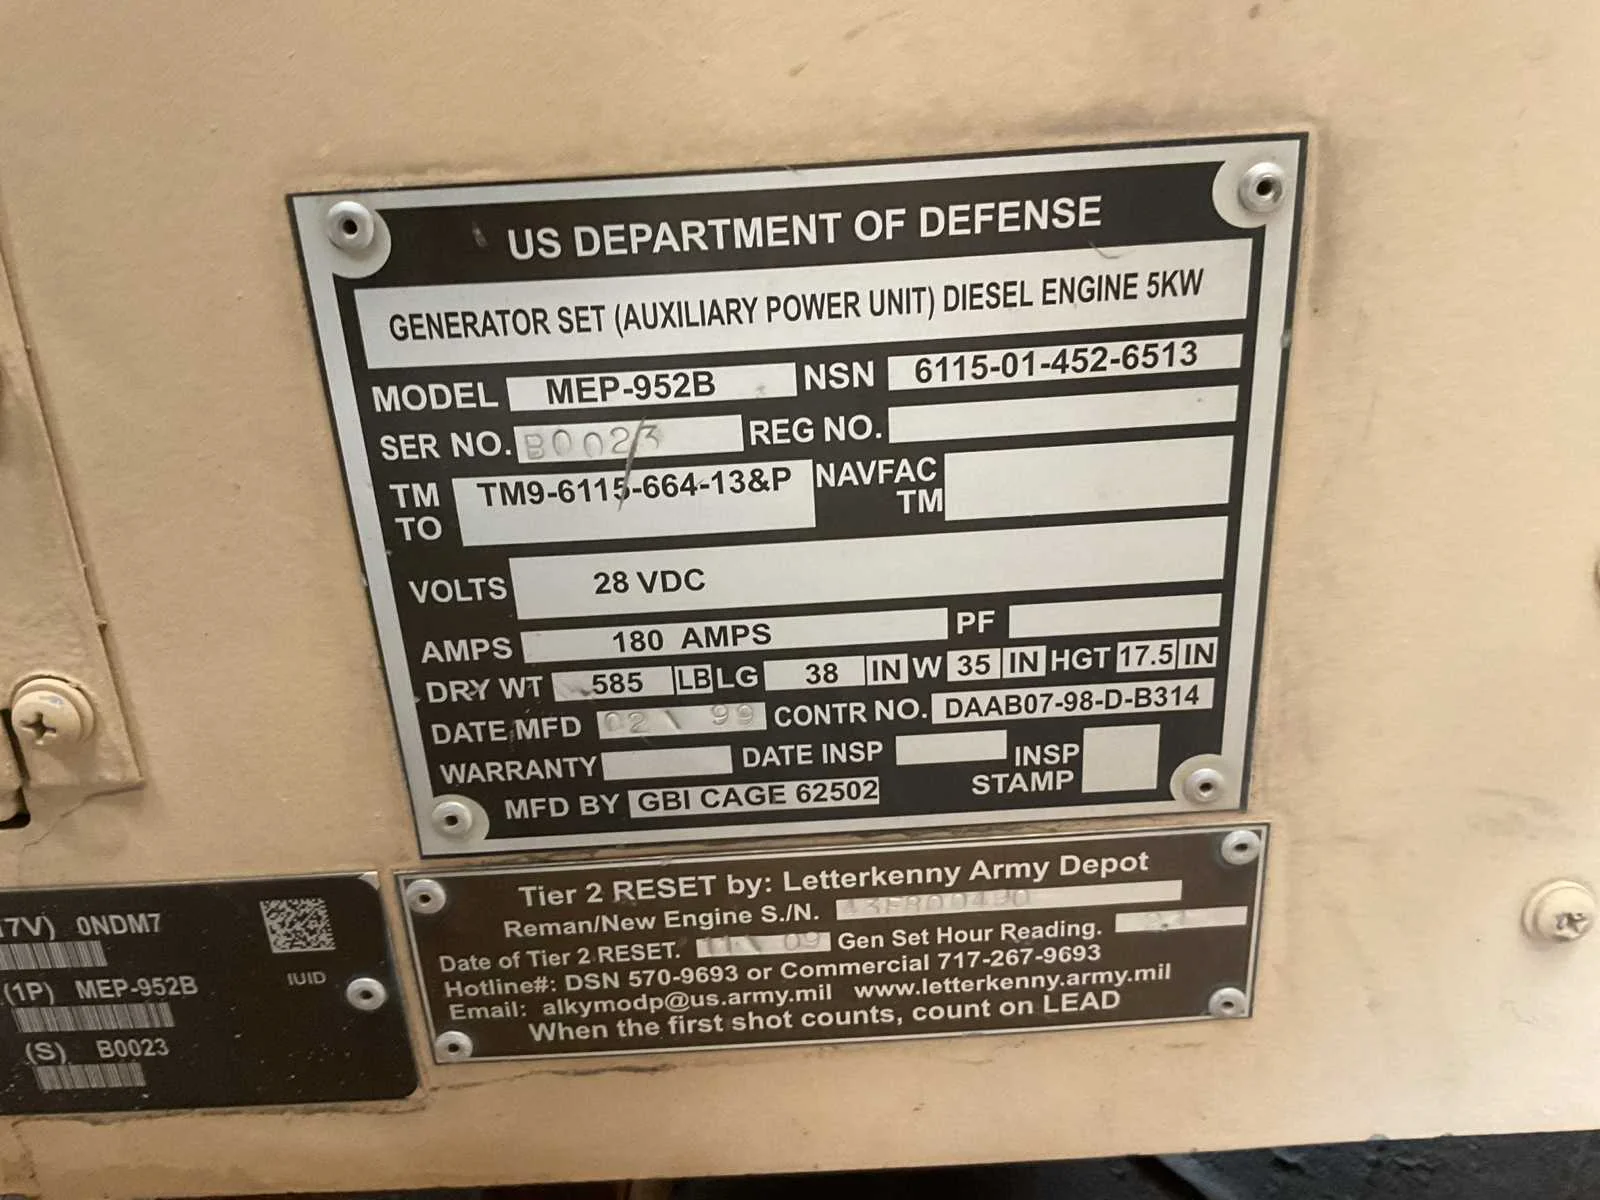 US DEPARTMENT OF DEFENSE
GENERATOR SET (AUXILIARY POWER UNIT) DIESEL ENGINE 5KW
MODEL MEP-952B NSN 6115-01-452-6513
SER NO. B0023 REG NO.
TM TO TM9-6115-664-13&P NAVFAC TM
VOLTS 28 VDC
AMPS 180 AMPS PF
DRY WT 585 LB LG 38 IN W 35 IN HGT 17.5 IN
DATE MFD 02 \ 99 CONTR NO. DAAB07-98-D-B314
WARRANTY DATE INSP INSP STAMP
MFD BY GBI CAGE 62502
Tier 2 RESET by: Letterkenny Army Depot
Reman/New Engine S./N.
Date of Tier 2 RESET. 11 \ 09 Gen Set Hour Reading.
Hotline#: DSN 570-9693 or Commercial 717-267-9693
Email: alkymodp@us.army.mil www.letterkenny.army.mil
When the first shot counts, count on LEAD
17V) 0NDM7
(1P) MEP-952B
(S) B0023
IUID